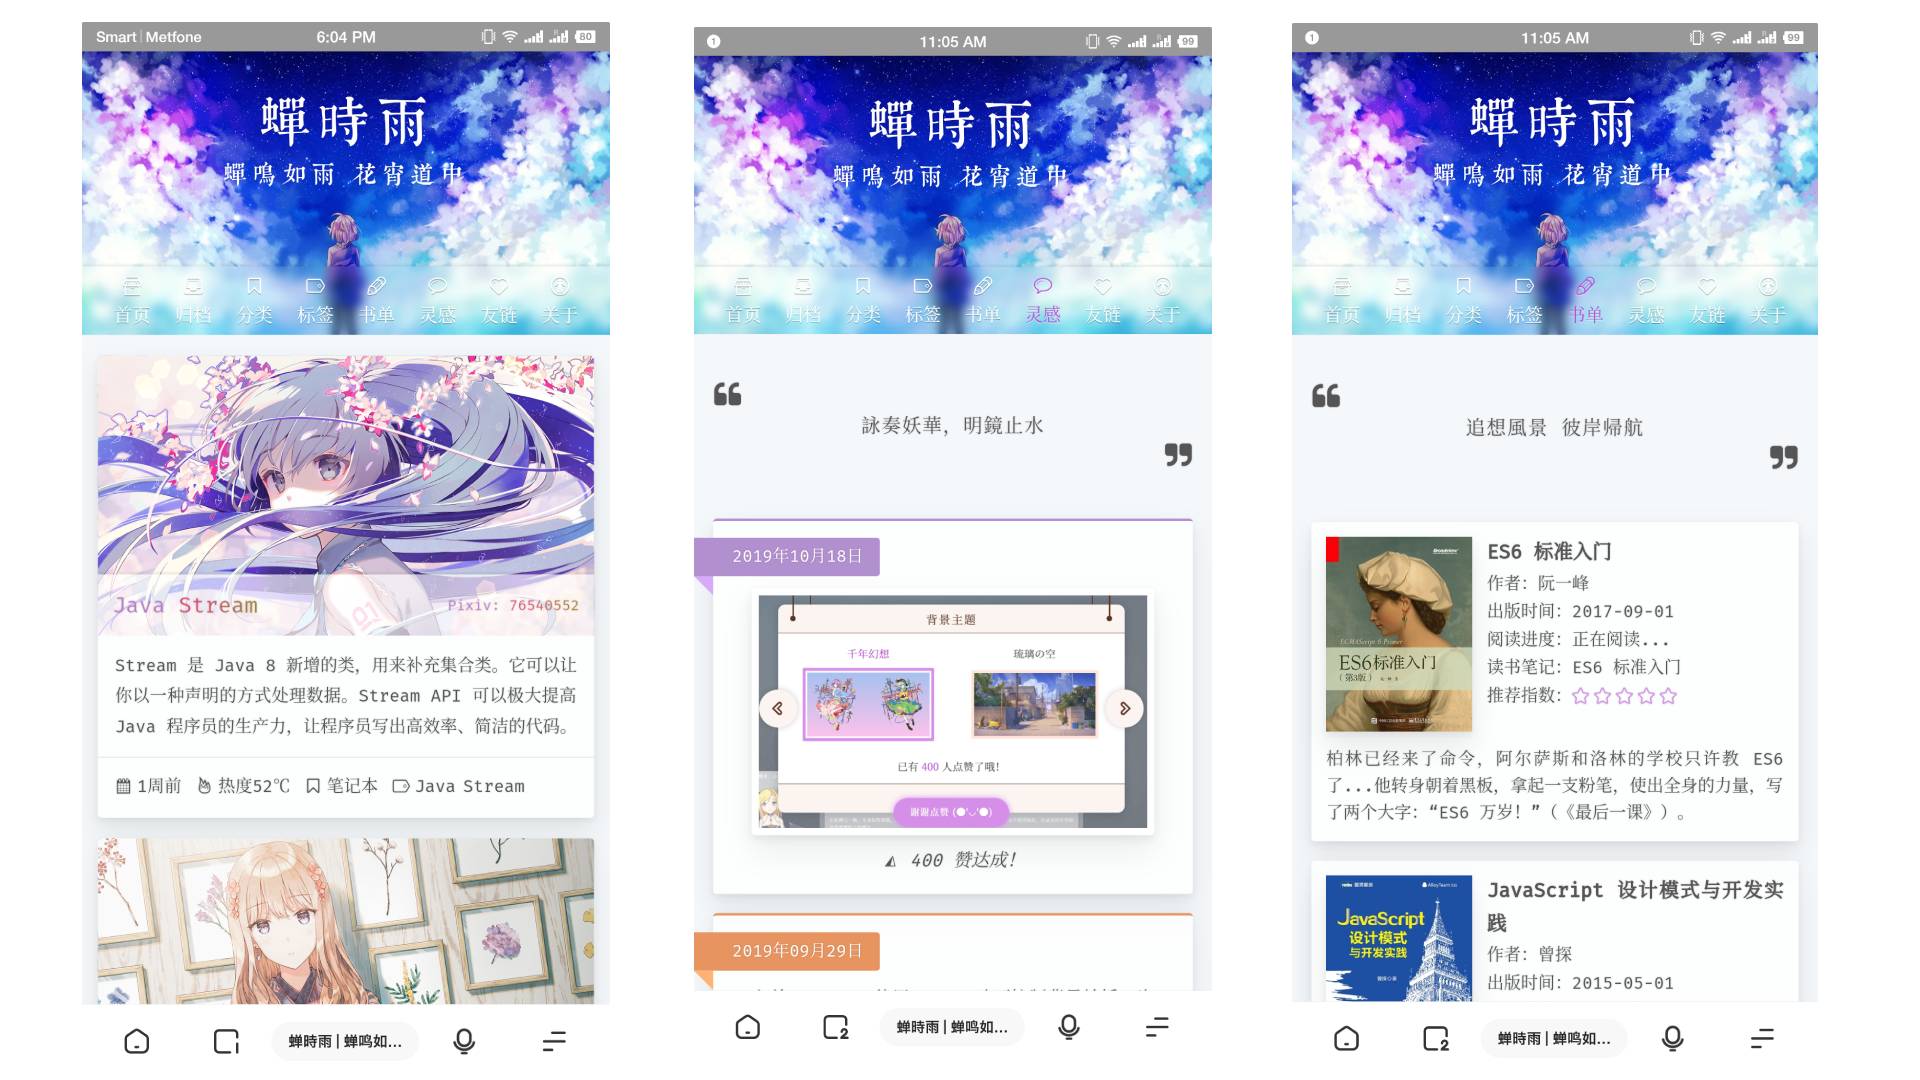 Smart | Metfone
6:04 PM
80
蟬時雨
蟬鳴如雨 花宵道中
首页 归档 分类 标签 书单 灵感 友链 关于
01
Java Stream
Pixiv: 76540552
Stream 是 Java 8 新增的类，用来补充集合类。它可以让
你以一种声明的方式处理数据。Stream API 可以极大提高
Java 程序员的生产力，让程序员写出高效率、简洁的代码。
1周前 热度52℃ 笔记本 Java Stream
1
蝉時雨 | 蝉鸣如...
1
11:05 AM
99
蟬時雨
蟬鳴如雨 花宵道中
首页 归档 分类 标签 书单 灵感 友链 关于
詠奏妖華，明鏡止水
2019年10月18日
背景主题
千年幻想
琉璃の空
已有 400 人点赞了哦!
谢谢点赞 (●'◡'●)
400 赞达成！
2019年09月29日
2
蝉時雨 | 蝉鸣如...
1
11:05 AM
99
蟬時雨
蟬鳴如雨 花宵道中
首页 归档 分类 标签 书单 灵感 友链 关于
追想風景 彼岸帰航
Broadview
ECMAScript 6 Primer
ES6标准入门
（第3版）
ES6 标准入门
作者：阮一峰
出版时间：2017-09-01
阅读进度：正在阅读...
读书笔记：ES6 标准入门
推荐指数：
柏林已经来了命令，阿尔萨斯和洛林的学校只许教 ES6
了...他转身朝着黑板，拿起一支粉笔，使出全身的力量，写
了两个大字：“ES6 万岁！”（《最后一课》）。
AlloyTeam
JavaScript
设计模式
与开发实践
曾探
JavaScript 设计模式与开发实
践
作者：曾探
出版时间：2015-05-01
2
蝉時雨 | 蝉鸣如...